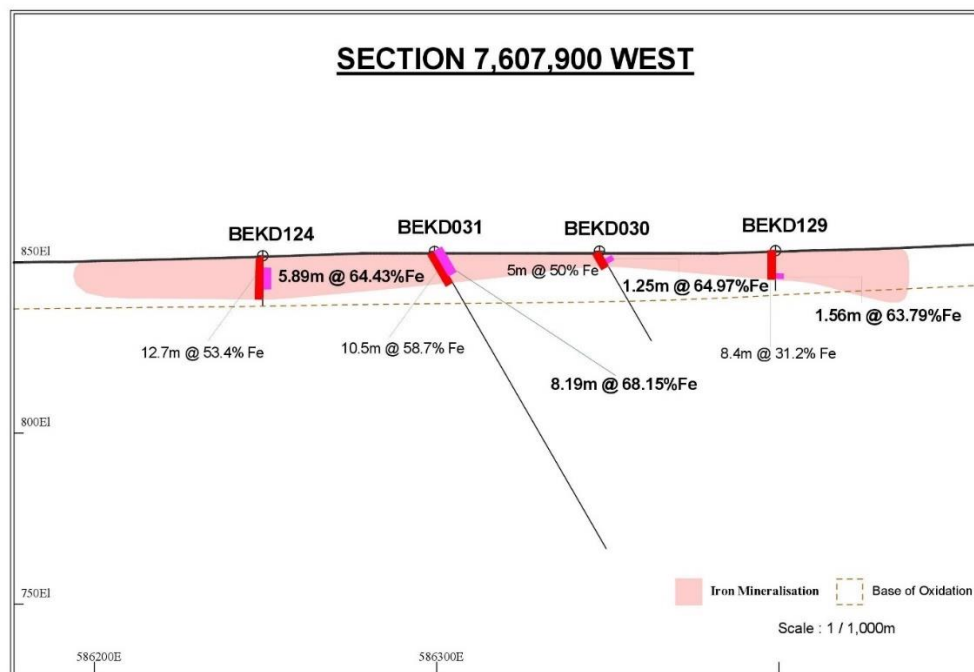 SECTION 7,607,900 WEST
BEKD124
BEKD031
BEKD030
BEKD129
850El
5.89m @ 64.43%Fe
5m @ 50% Fe
1.25m @ 64.97%Fe
1.56m @ 63.79%Fe
12.7m @ 53.4% Fe
10.5m @ 58.7% Fe
8.4m @ 31.2% Fe
8.19m @ 68.15%Fe
800El
750El
Iron Mineralisation
Base of Oxidation
Scale : 1 / 1,000m
586200E
586300E